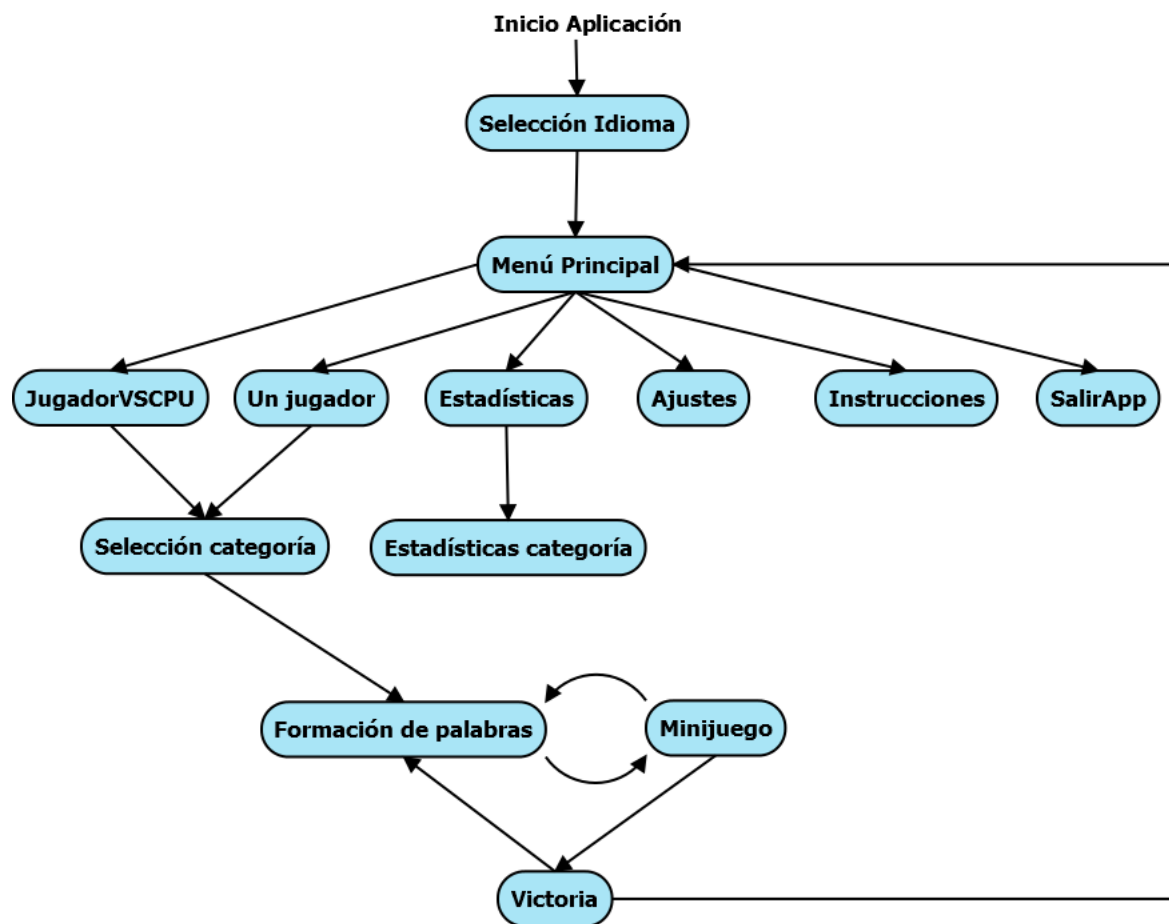 Inicio Aplicación
Selección Idioma
Menú Principal
JugadorVSCPU
Un jugador
Estadísticas
Ajustes
Instrucciones
SalirApp
Selección categoría
Estadísticas categoría
Formación de palabras
Minijuego
Victoria